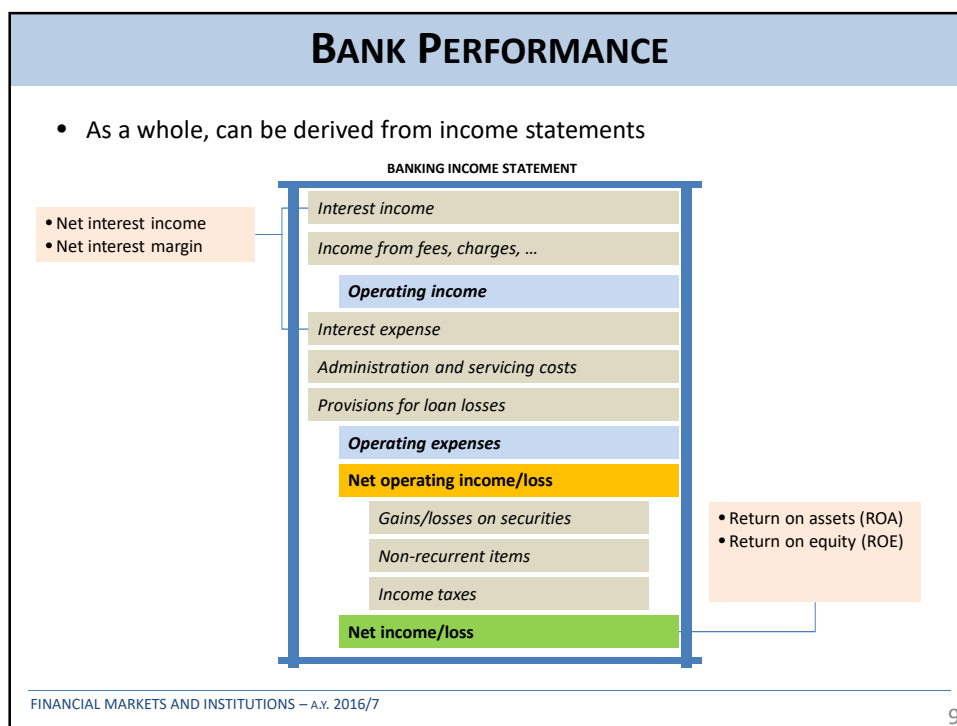 BANK PERFORMANCE
• As a whole, can be derived from income statements
BANKING INCOME STATEMENT
• Net interest income
• Net interest margin
Interest income
Income from fees, charges, …
Operating income
Interest expense
Administration and servicing costs
Provisions for loan losses
Operating expenses
Net operating income/loss
Gains/losses on securities
Non-recurrent items
Income taxes
Net income/loss
• Return on assets (ROA)
• Return on equity (ROE)
FINANCIAL MARKETS AND INSTITUTIONS – A.Y. 2016/7
9